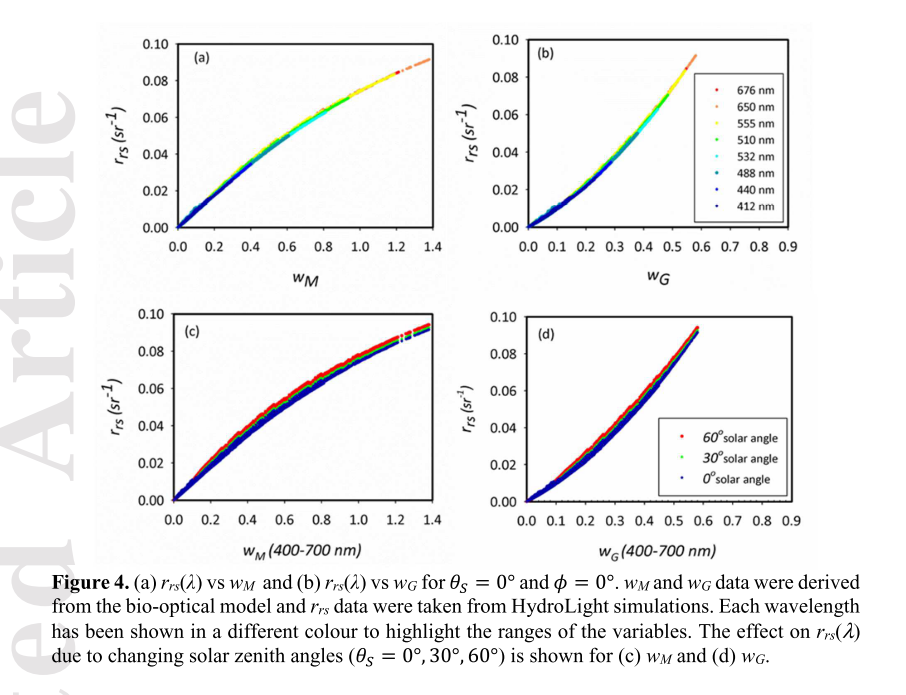 ed Article
(a)
0.10
0.08
0.06
0.04
0.02
0.00
r_rs (sr⁻¹)
0.0 0.2 0.4 0.6 0.8 1.0 1.2 1.4
w_M
(b)
0.10
0.08
0.06
0.04
0.02
0.00
r_rs (sr⁻¹)
676 nm
650 nm
555 nm
510 nm
532 nm
488 nm
440 nm
412 nm
0.0 0.1 0.2 0.3 0.4 0.5 0.6 0.7 0.8 0.9
w_G
(c)
0.10
0.08
0.06
0.04
0.02
0.00
r_rs (sr⁻¹)
0.0 0.2 0.4 0.6 0.8 1.0 1.2 1.4
w_M (400-700 nm)
(d)
0.10
0.08
0.06
0.04
0.02
0.00
r_rs (sr⁻¹)
60° solar angle
30° solar angle
0° solar angle
0.0 0.1 0.2 0.3 0.4 0.5 0.6 0.7 0.8 0.9
w_G (400-700 nm)
Figure 4. (a) r_rs(λ) vs w_M and (b) r_rs(λ) vs w_G for θ_S = 0° and ϕ = 0°. w_M and w_G data were derived
from the bio-optical model and r_rs data were taken from HydroLight simulations. Each wavelength
has been shown in a different colour to highlight the ranges of the variables. The effect on r_rs(λ)
due to changing solar zenith angles (θ_S = 0°, 30°, 60°) is shown for (c) w_M and (d) w_G.